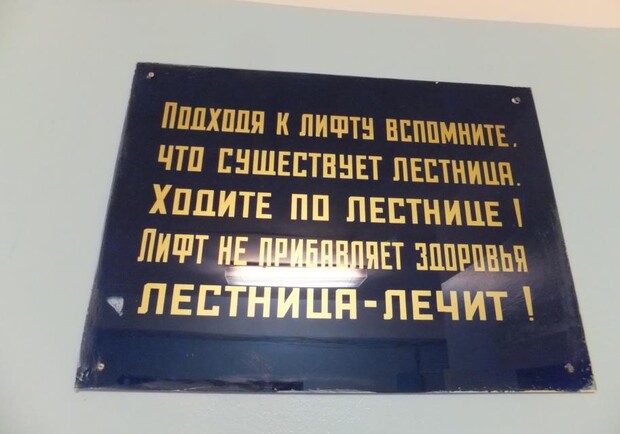 Подходя к лифту вспомните,
что существует лестница.
Ходите по лестнице!
Лифт не прибавляет здоровья
лестница-лечит!